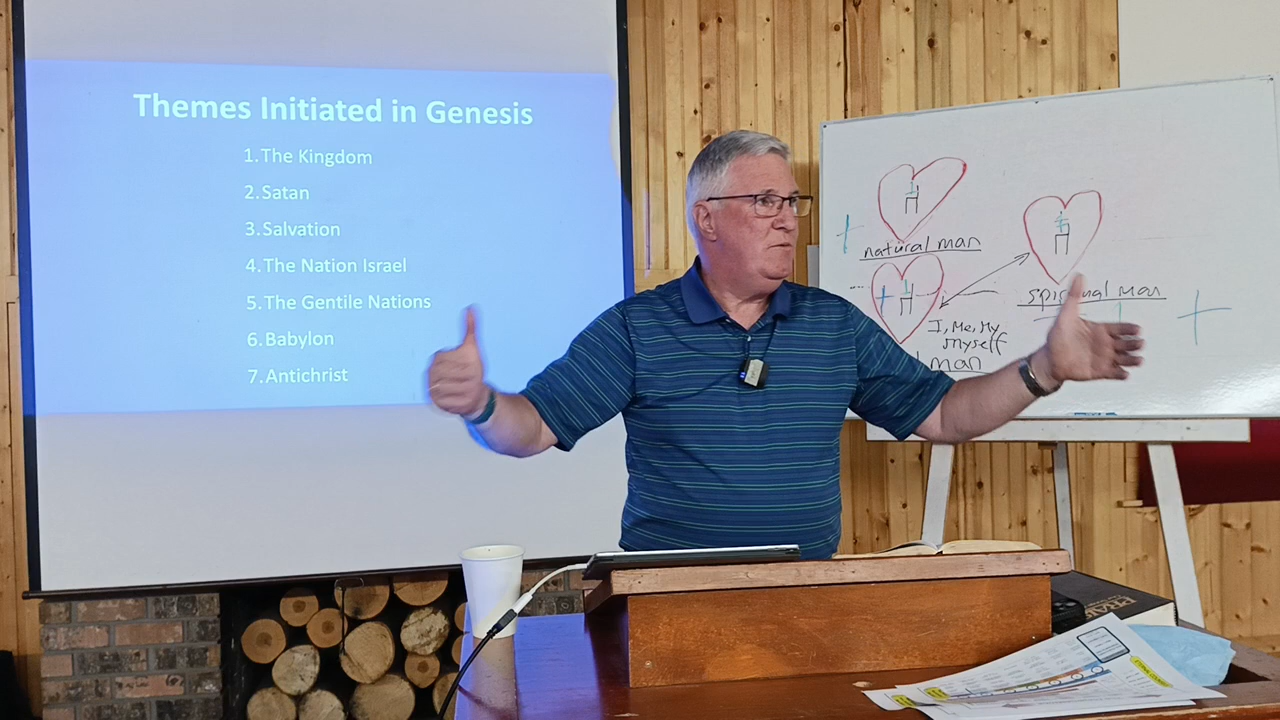 Themes Initiated in Genesis
1.The Kingdom
2.Satan
3.Salvation
4.The Nation Israel
5.The Gentile Nations
6.Babylon
7.Antichrist
natural man
spiritual man
I, Me, My
Myself
man